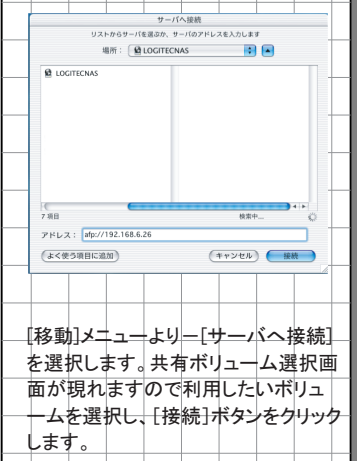 サーバへ接続
リストからサーバを選ぶか、サーバのアドレスを入力します
場所： LOGITECNAS
LOGITECNAS
7 項目 検索中...
アドレス： afp://192.168.6.26
よく使う項目に追加 キャンセル 接続
[移動]メニューより－[サーバへ接続]
を選択します。共有ボリューム選択画
面が現れますので利用したいボリュ
ームを選択し、[接続]ボタンをクリック
します。